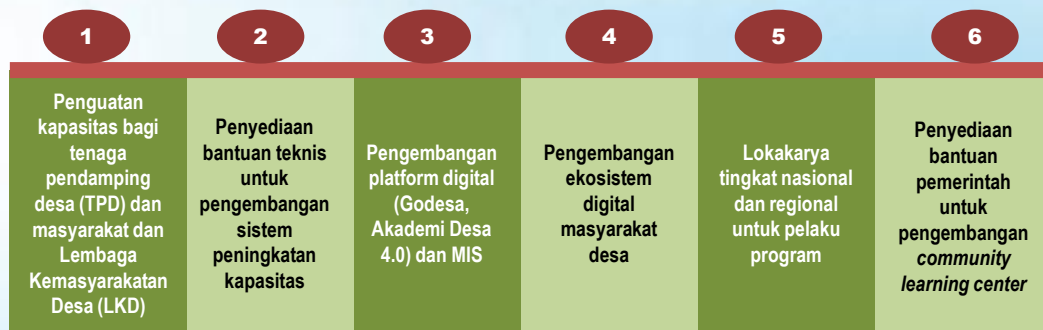 1
2
3
4
5
6
Penguatan
kapasitas bagi
tenaga
pendamping
desa (TPD) dan
masyarakat dan
Lembaga
Kemasyarakatan
Desa (LKD)
Penyediaan
bantuan teknis
untuk
pengembangan
sistem
peningkatan
kapasitas
Pengembangan
platform digital
(Godesa,
Akademi Desa
4.0) dan MIS
Pengembangan
ekosistem
digital
masyarakat
desa
Lokakarya
tingkat nasional
dan regional
untuk pelaku
program
Penyediaan
bantuan
pemerintah
untuk
pengembangan
community
learning center